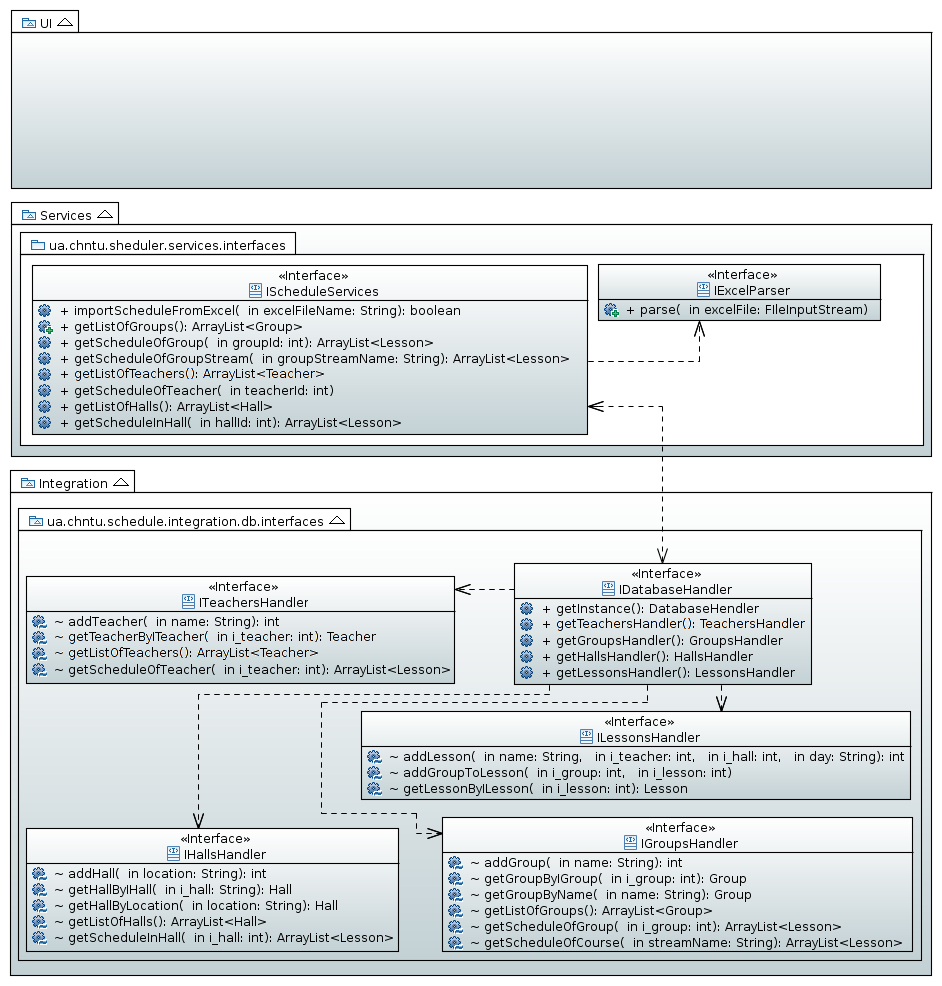 UI
Services
ua.chntu.sheduler.services.interfaces
«Interface»
IScheduleServices
+ importScheduleFromExcel( in excelFileName: String): boolean
+ getListOfGroups(): ArrayList<Group>
+ getScheduleOfGroup( in groupId: int): ArrayList<Lesson>
+ getScheduleOfGroupStream( in groupStreamName: String): ArrayList<Lesson>
+ getListOfTeachers(): ArrayList<Teacher>
+ getScheduleOfTeacher( in teacherId: int)
+ getListOfHalls(): ArrayList<Hall>
+ getScheduleInHall( in hallId: int): ArrayList<Lesson>
«Interface»
IExcelParser
+ parse( in excelFile: FIleInputStream)
Integration
ua.chntu.schedule.integration.db.interfaces
«Interface»
ITeachersHandler
~ addTeacher( in name: String): int
~ getTeacherByITeacher( in i_teacher: int): Teacher
~ getListOfTeachers(): ArrayList<Teacher>
~ getScheduleOfTeacher( in i_teacher: int): ArrayList<Lesson>
«Interface»
IDatabaseHandler
+ getInstance(): DatabaseHendler
+ getTeachersHandler(): TeachersHandler
+ getGroupsHandler(): GroupsHandler
+ getHallsHandler(): HallsHandler
+ getLessonsHandler(): LessonsHandler
«Interface»
ILessonsHandler
~ addLesson( in name: String, in i_teacher: int, in i_hall: int, in day: String): int
~ addGroupToLesson( in i_group: int, in i_lesson: int)
~ getLessonByILesson( in i_lesson: int): Lesson
«Interface»
IHallsHandler
~ addHall( in location: String): int
~ getHallByIHall( in i_hall: String): Hall
~ getHallByLocation( in location: String): Hall
~ getListOfHalls(): ArrayList<Hall>
~ getScheduleInHall( in i_hall: int): ArrayList<Lesson>
«Interface»
IGroupsHandler
~ addGroup( in name: String): int
~ getGroupByIGroup( in i_group: int): Group
~ getGroupByName( in name: String): Group
~ getListOfGroups(): ArrayList<Group>
~ getScheduleOfGroup( in i_group: int): ArrayList<Lesson>
~ getScheduleOfCourse( in streamName: String): ArrayList<Lesson>